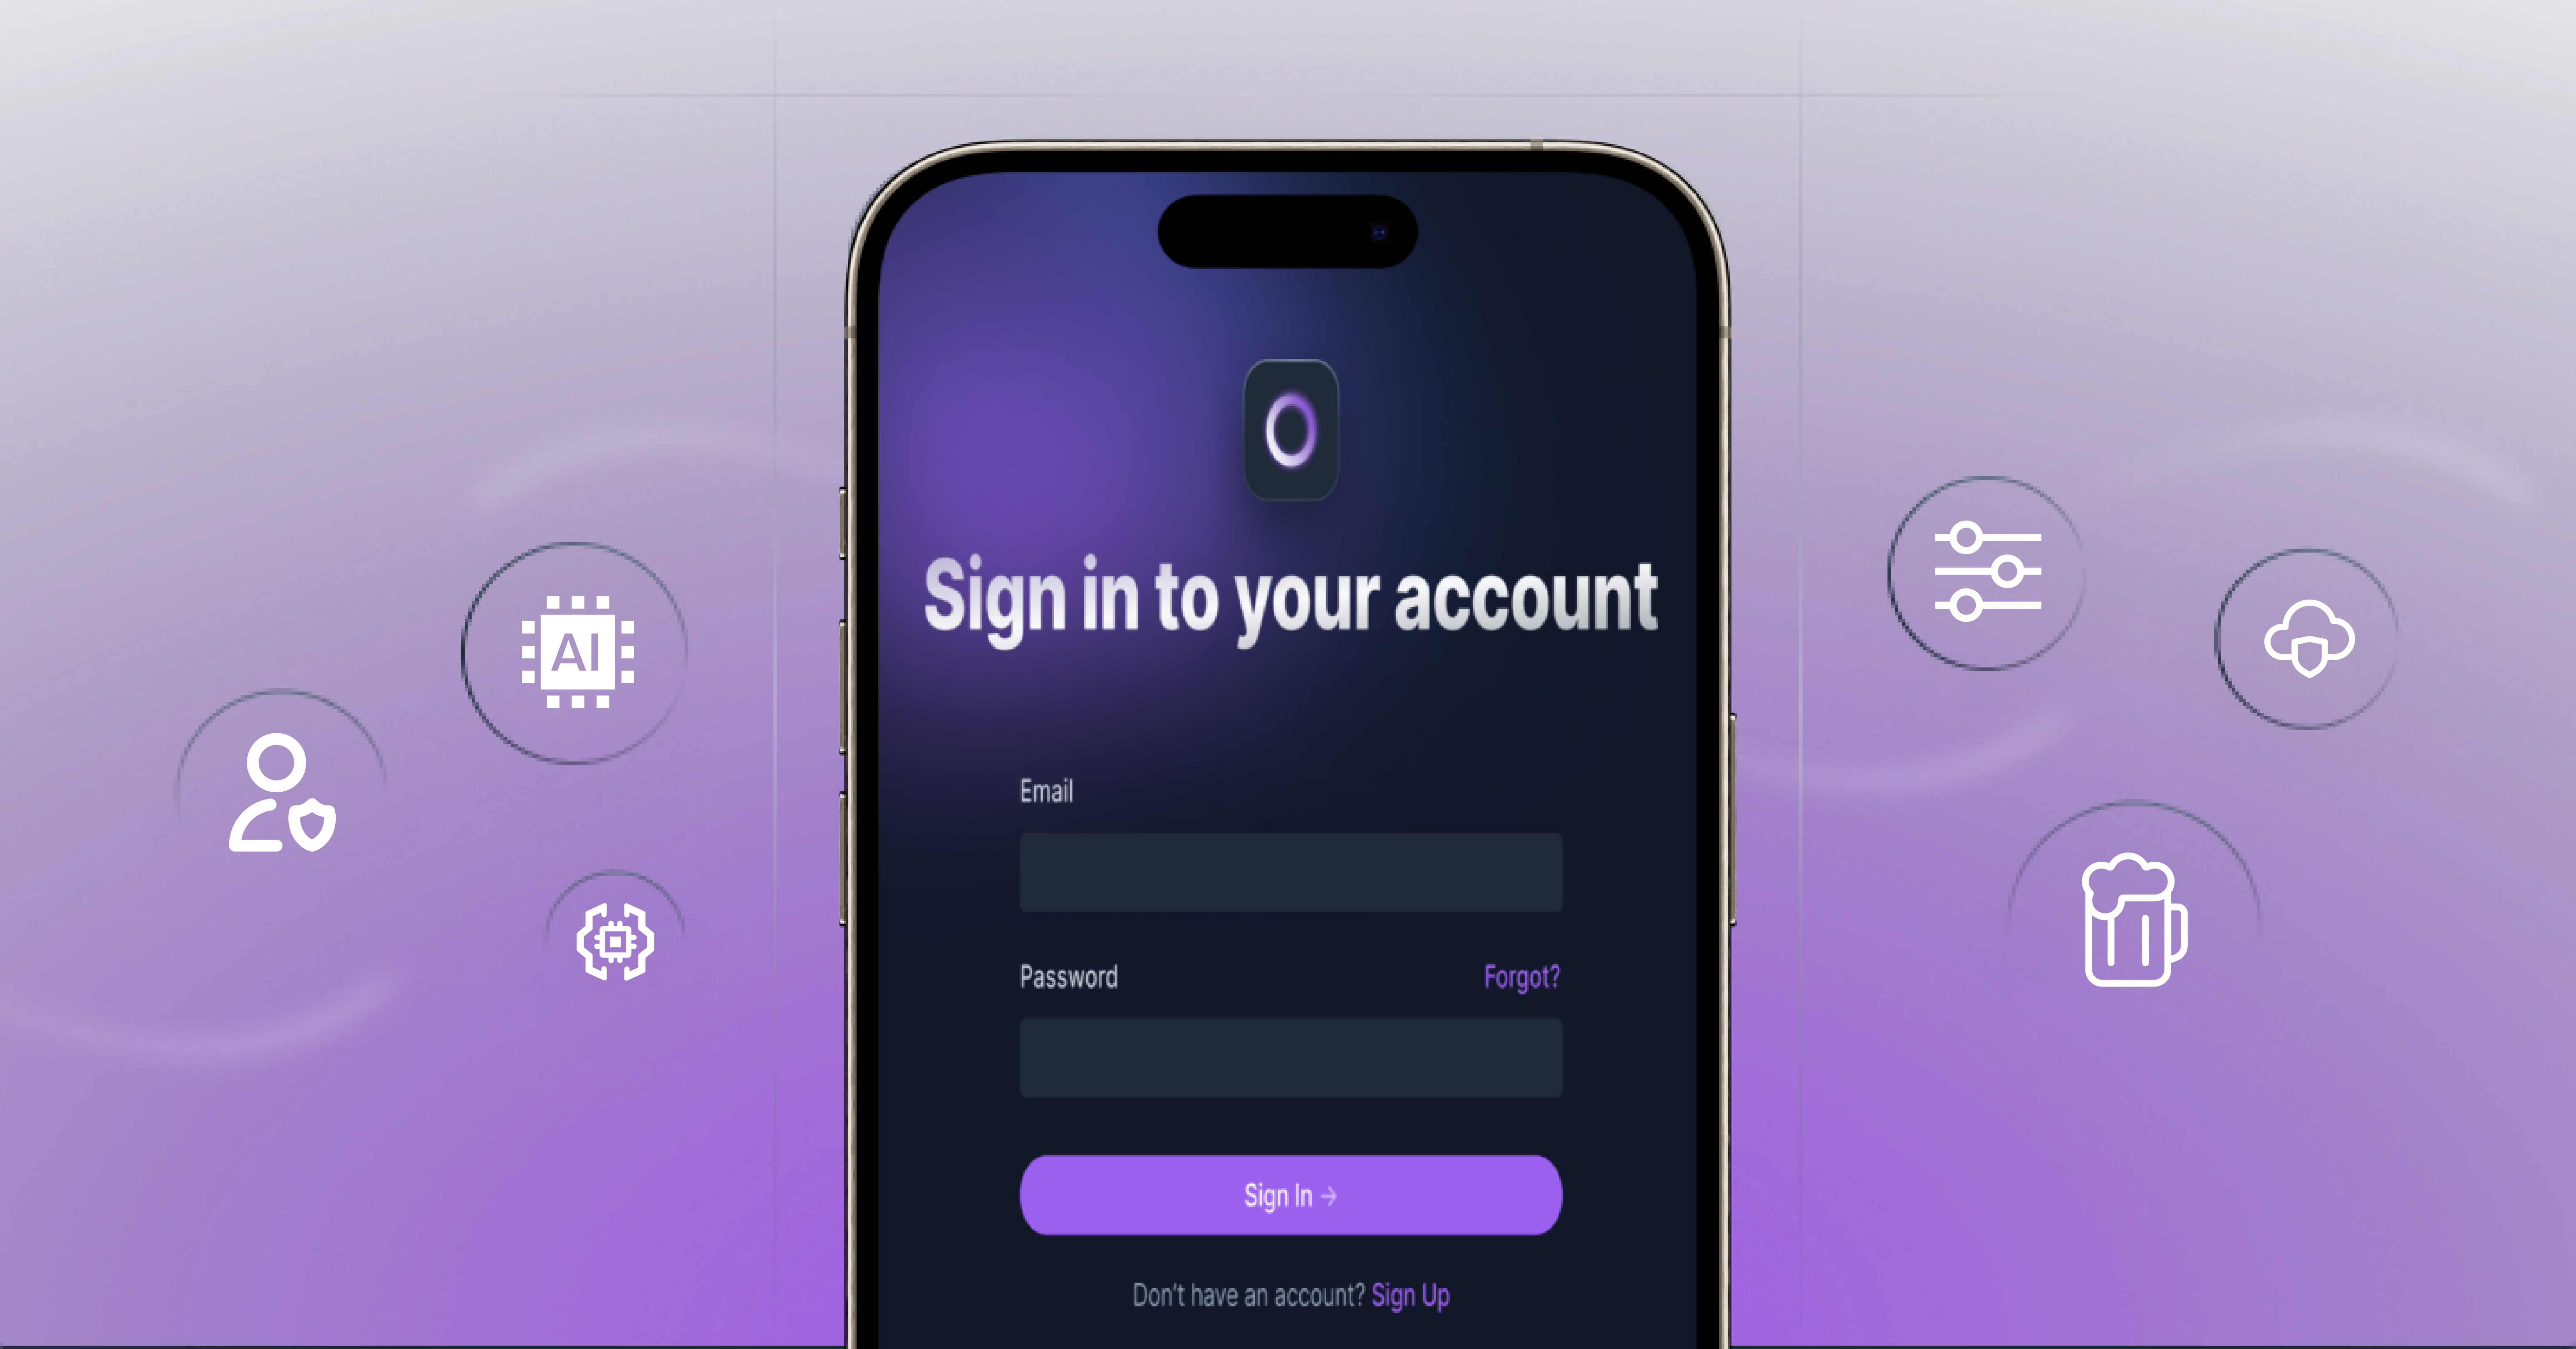 Sign in to your account
AI
Email
Password Forgot?
Sign In →
Don't have an account? Sign Up